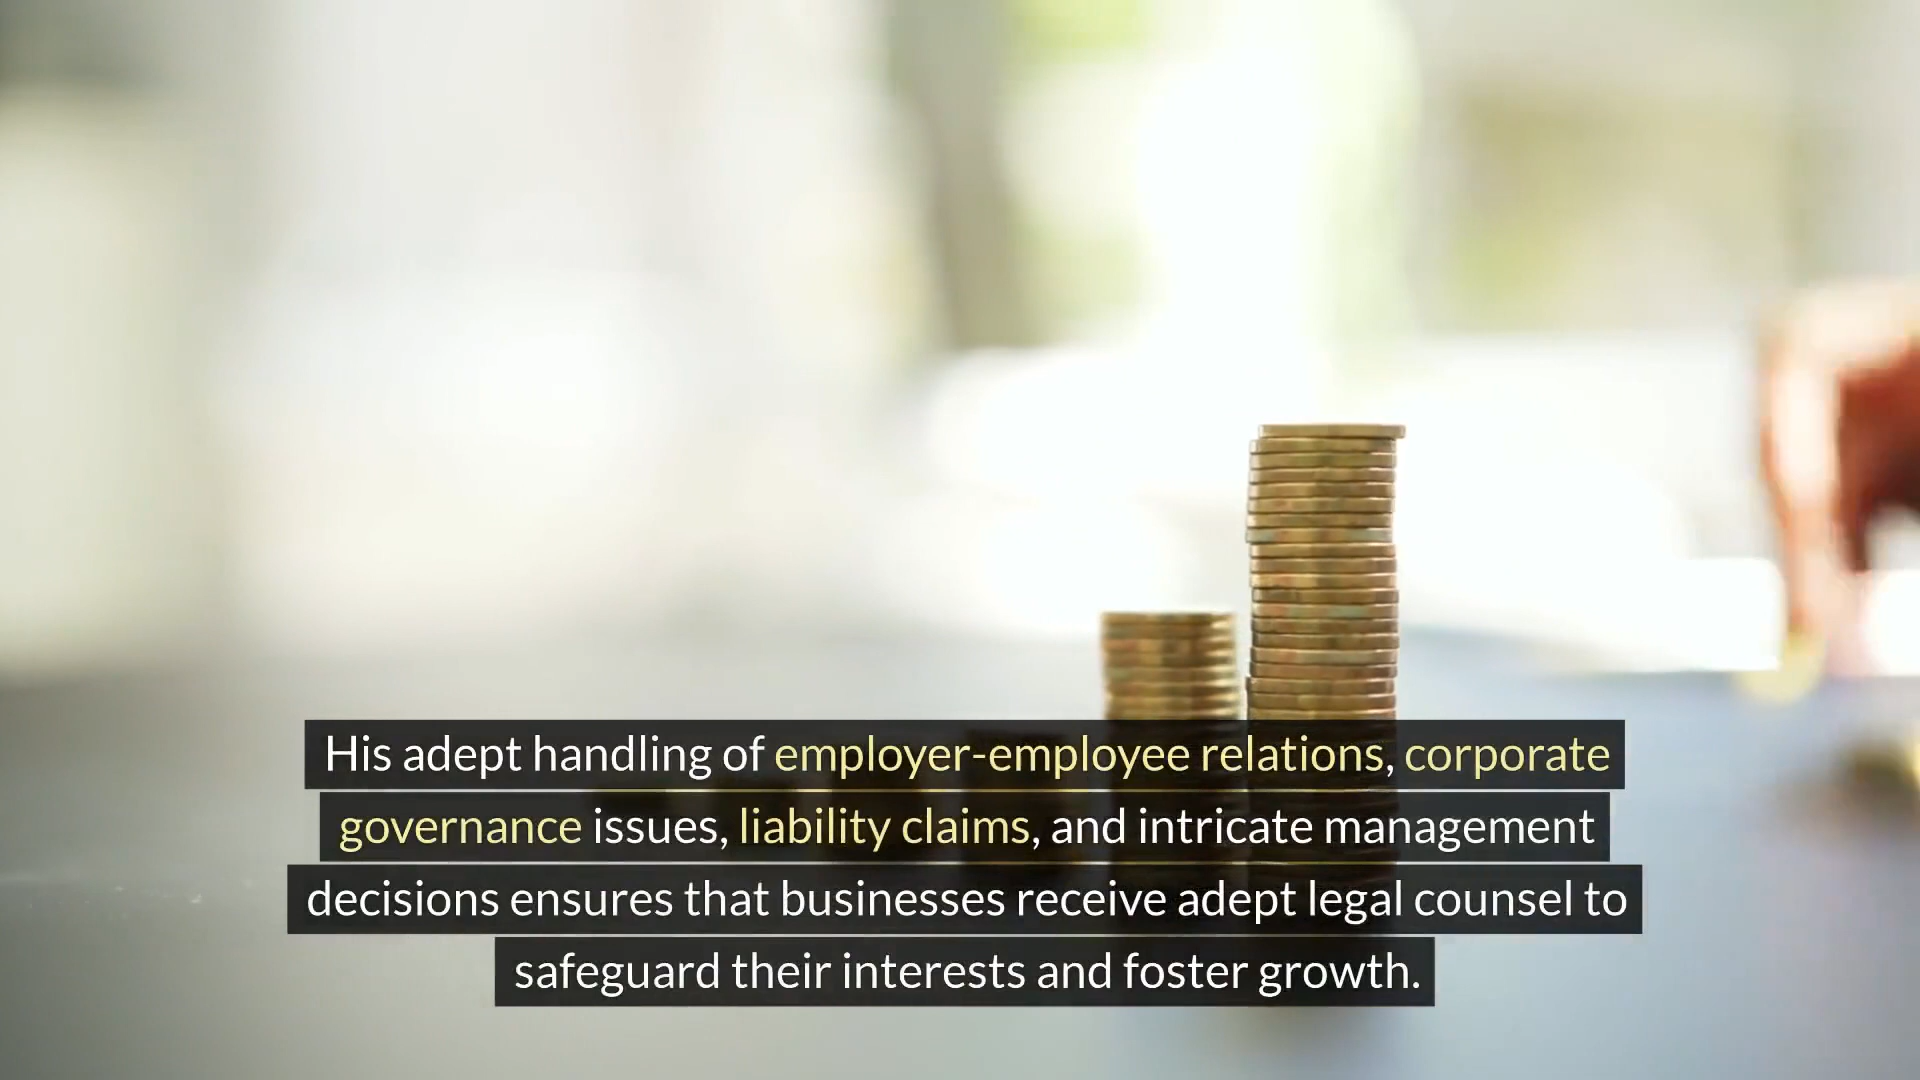 His adept handling of employer-employee relations, corporate
governance issues, liability claims, and intricate management
decisions ensures that businesses receive adept legal counsel to
safeguard their interests and foster growth.